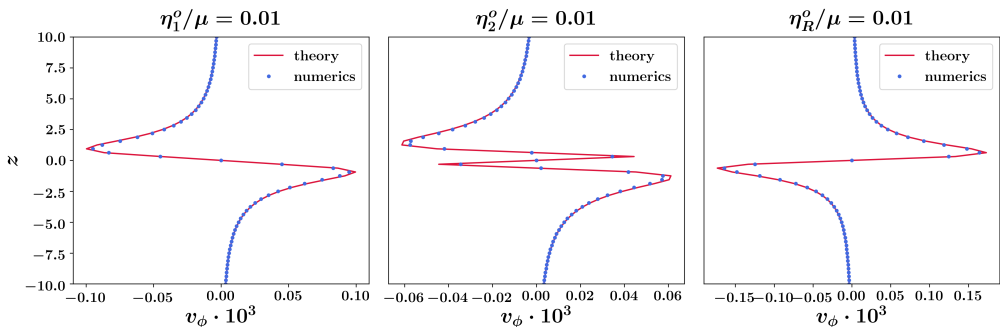 η₁ᵒ/μ = 0.01
10.0
7.5
5.0
2.5
0.0
−2.5
−5.0
−7.5
−10.0
z
theory
numerics
−0.10 −0.05 0.00 0.05 0.10
v_ϕ · 10³
η₂ᵒ/μ = 0.01
theory
numerics
−0.06 −0.04 −0.02 0.00 0.02 0.04 0.06
v_ϕ · 10³
η_Rᵒ/μ = 0.01
theory
numerics
−0.15 −0.10 −0.05 0.00 0.05 0.10 0.15
v_ϕ · 10³